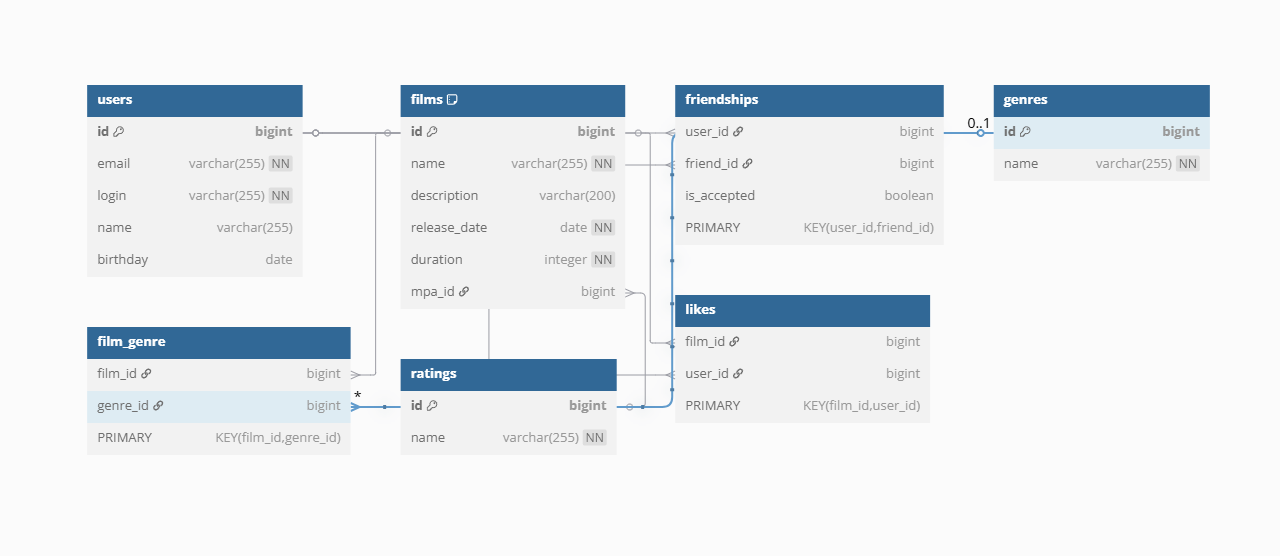 users
id bigint
email varchar(255) NN
login varchar(255) NN
name varchar(255)
birthday date
films
id bigint
name varchar(255) NN
description varchar(200)
release_date date NN
duration integer NN
mpa_id bigint
friendships
user_id bigint
friend_id bigint
is_accepted boolean
PRIMARY KEY(user_id,friend_id)
0..1
genres
id bigint
name varchar(255) NN
film_genre
film_id bigint
genre_id bigint
*
PRIMARY KEY(film_id,genre_id)
ratings
id bigint
name varchar(255) NN
likes
film_id bigint
user_id bigint
PRIMARY KEY(film_id,user_id)